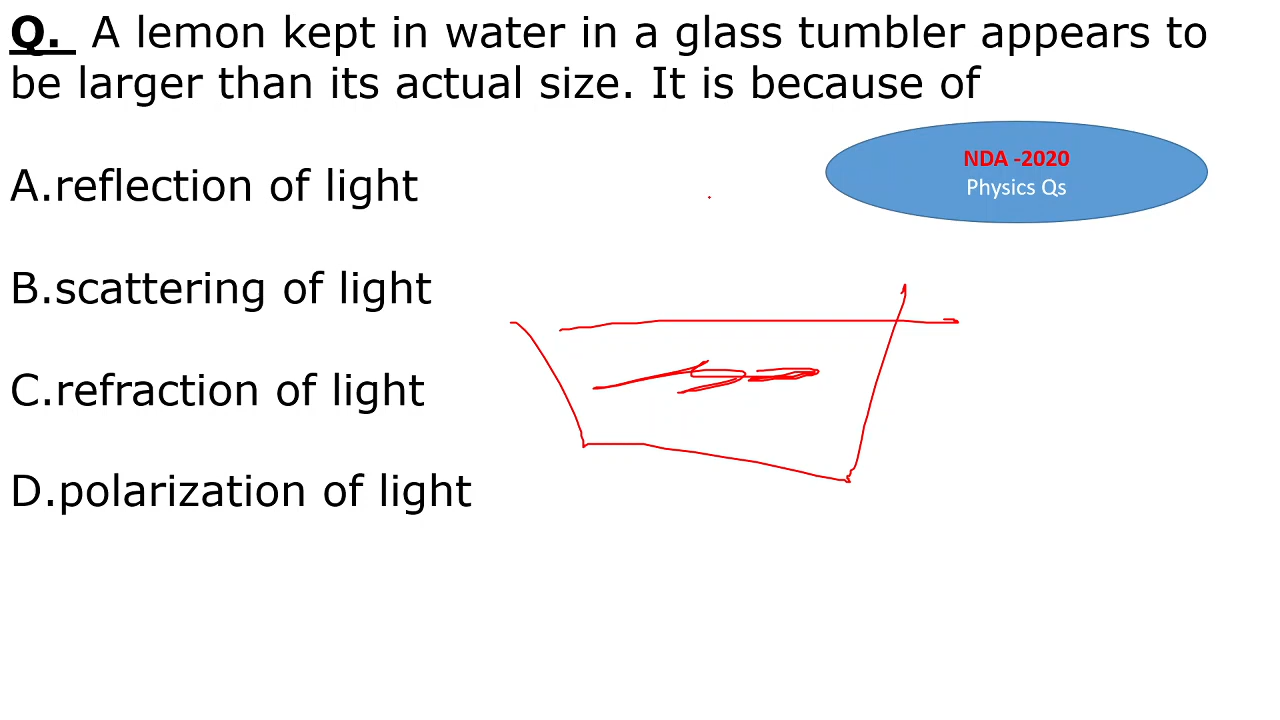 Q. A lemon kept in water in a glass tumbler appears to
be larger than its actual size. It is because of
NDA -2020
Physics Qs
A.reflection of light
B.scattering of light
C.refraction of light
D.polarization of light